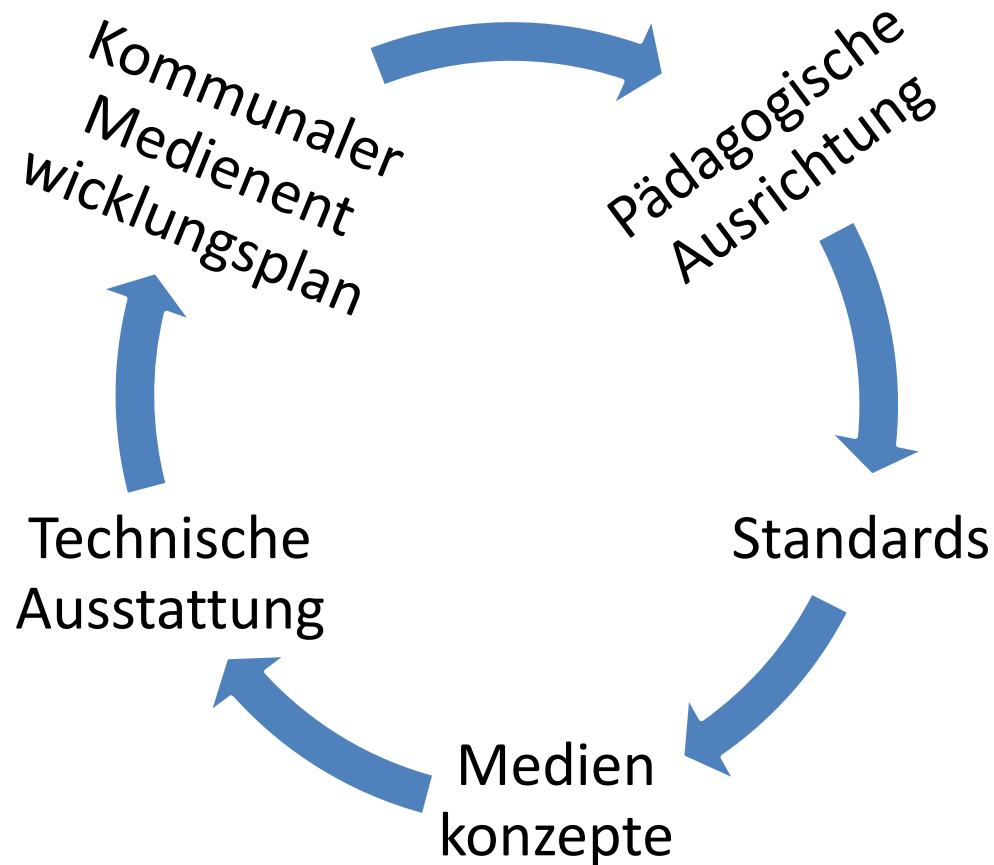 Kommunaler
Medienent
wicklungsplan
Pädagogische
Ausrichtung
Standards
Medien
konzepte
Technische
Ausstattung